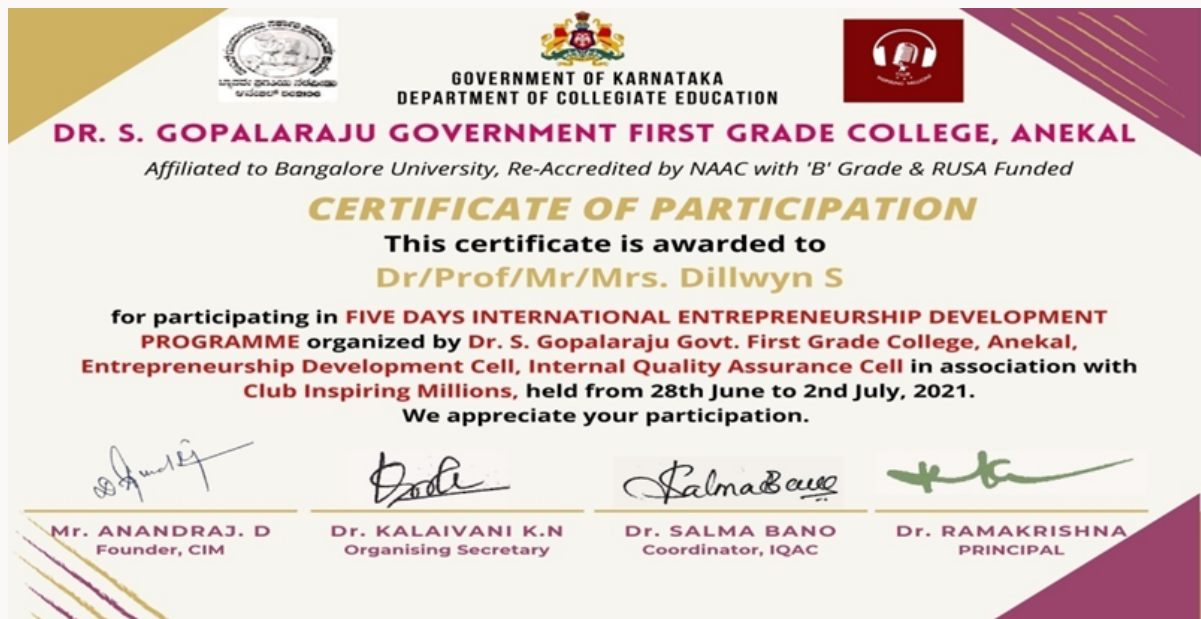 GOVERNMENT OF KARNATAKA
DEPARTMENT OF COLLEGIATE EDUCATION
DR. S. GOPALARAJU GOVERNMENT FIRST GRADE COLLEGE, ANEKAL
Affiliated to Bangalore University, Re-Accredited by NAAC with 'B' Grade & RUSA Funded
CERTIFICATE OF PARTICIPATION
This certificate is awarded to
Dr/Prof/Mr/Mrs. Dillwyn S
for participating in FIVE DAYS INTERNATIONAL ENTREPRENEURSHIP DEVELOPMENT
PROGRAMME organized by Dr. S. Gopalaraju Govt. First Grade College, Anekal,
Entrepreneurship Development Cell, Internal Quality Assurance Cell in association with
Club Inspiring Millions, held from 28th June to 2nd July, 2021.
We appreciate your participation.
Salma Bano
Mr. ANANDRAJ. D Dr. KALAIVANI K.N Dr. SALMA BANO Dr. RAMAKRISHNA
Founder, CIM Organising Secretary Coordinator, IQAC PRINCIPAL